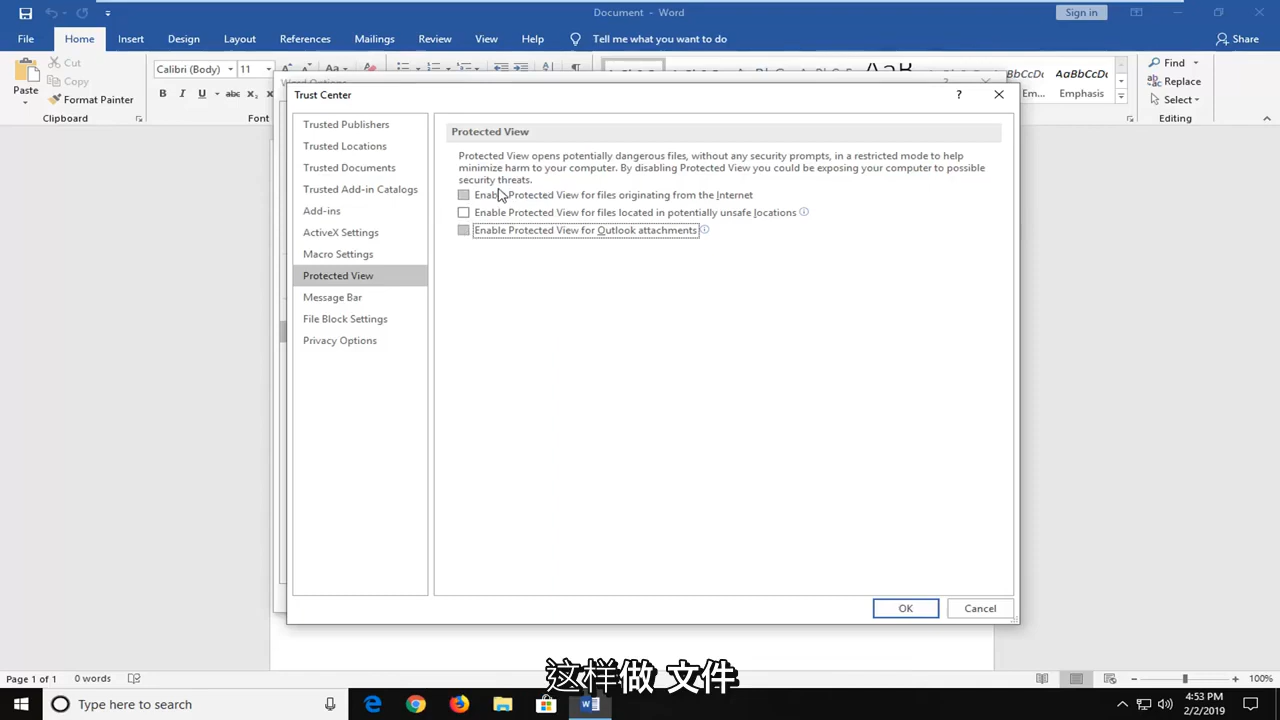 Document - Word
Sign in
File Home Insert Design Layout References Mailings Review View Help Tell me what you want to do Share
Paste
Cut
Copy
Format Painter
Clipboard
Calibri (Body) 11
B I U abc X
Font
Em...
AaBbCcDc
Emphasis
Find
Replace
Select
Editing
Word Options
Trust Center
Trusted Publishers
Trusted Locations
Trusted Documents
Trusted Add-in Catalogs
Add-ins
ActiveX Settings
Macro Settings
Protected View
Message Bar
File Block Settings
Privacy Options
Protected View
Protected View opens potentially dangerous files, without any security prompts, in a restricted mode to help
minimize harm to your computer. By disabling Protected View you could be exposing your computer to possible
security threats.
Enable Protected View for files originating from the Internet
Enable Protected View for files located in potentially unsafe locations
Enable Protected View for Outlook attachments
OK Cancel
这样做 文件
Page 1 of 1 0 words 100%
Type here to search
4:53 PM
2/2/2019